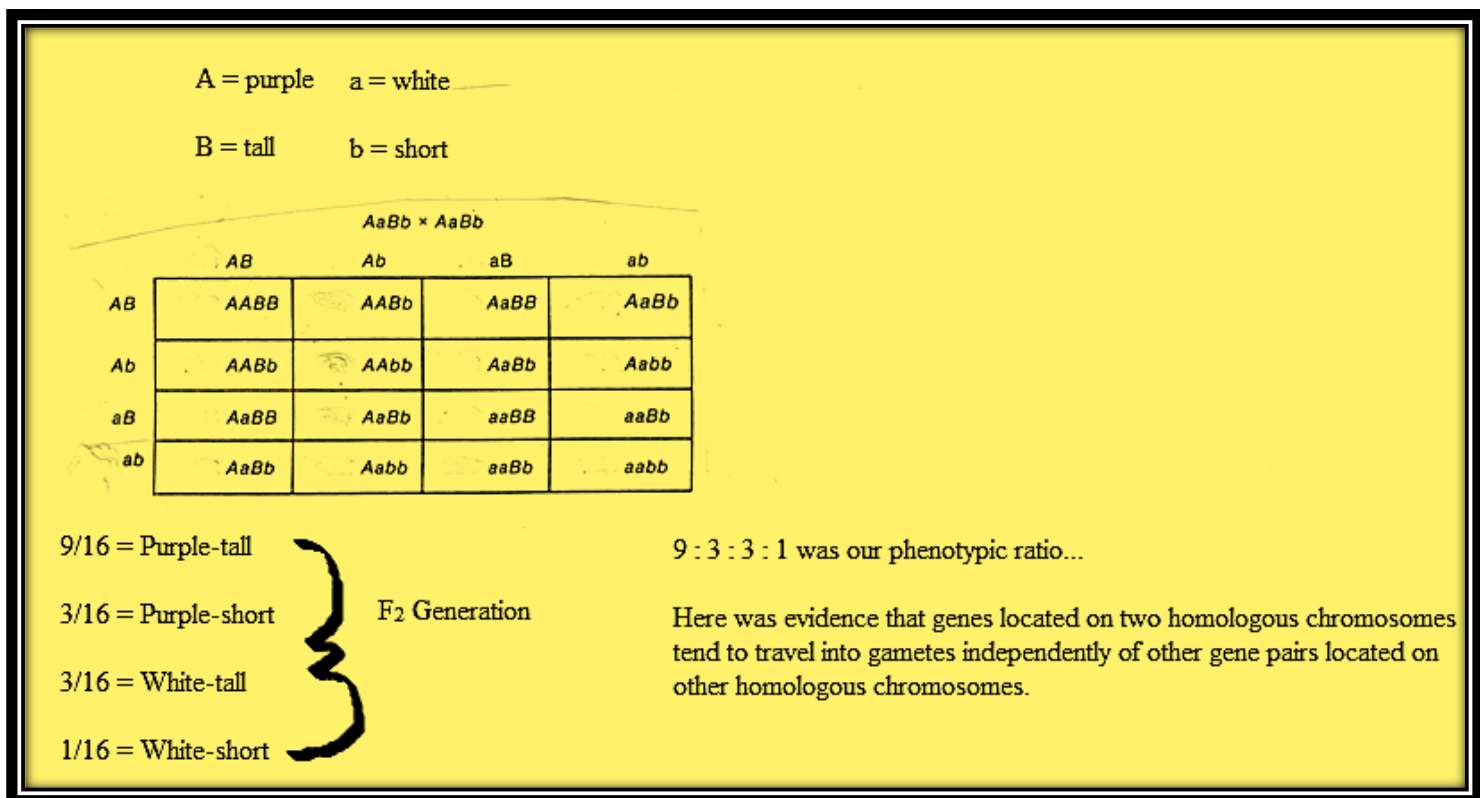 A = purple a = white
B = tall b = short
AaBb × AaBb
AB Ab aB ab
AB AABB AABb AaBB AaBb
Ab AABb AAbb AaBb Aabb
aB AaBB AaBb aaBB aaBb
ab AaBb Aabb aaBb aabb
9/16 = Purple-tall
3/16 = Purple-short
3/16 = White-tall
1/16 = White-short
F₂ Generation
9 : 3 : 3 : 1 was our phenotypic ratio...
Here was evidence that genes located on two homologous chromosomes
tend to travel into gametes independently of other gene pairs located on
other homologous chromosomes.